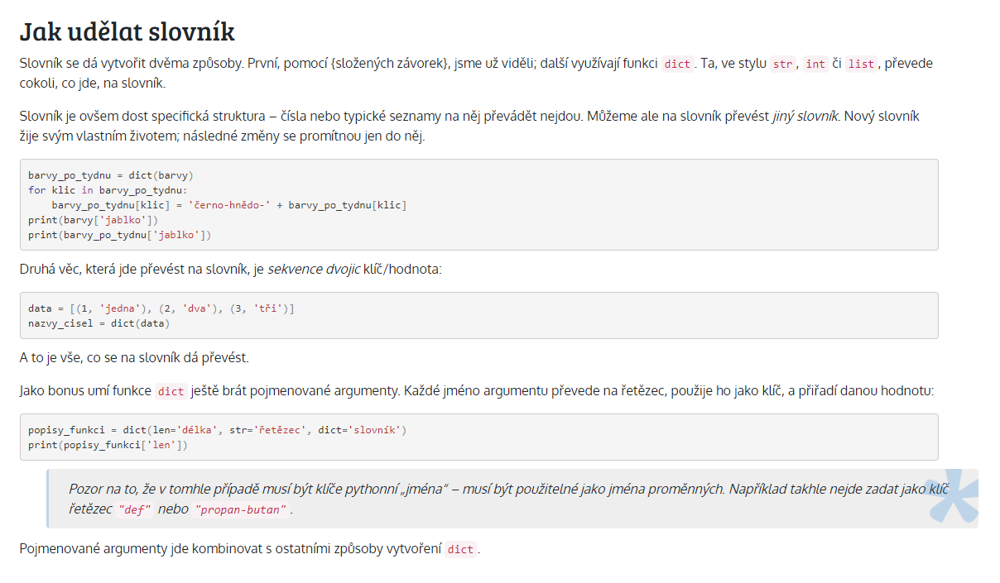 Jak udělat slovník
Slovník se dá vytvořit dvěma způsoby. První, pomocí {složených závorek}, jsme už viděli; další využívají funkci dict. Ta, ve stylu str, int či list, převede
cokoli, co jde, na slovník.
Slovník je ovšem dost specifická struktura – čísla nebo typické seznamy na něj převádět nejdou. Můžeme ale na slovník převést jiný slovník. Nový slovník
žije svým vlastním životem; následné změny se promítnou jen do něj.
barvy_po_tydnu = dict(barvy)
for klic in barvy_po_tydnu:
    barvy_po_tydnu[klic] = 'černo-hnědo-' + barvy_po_tydnu[klic]
print(barvy['jablko'])
print(barvy_po_tydnu['jablko'])
Druhá věc, která jde převést na slovník, je sekvence dvojic klíč/hodnota:
data = [(1, 'jedna'), (2, 'dva'), (3, 'tři')]
nazvy_cisel = dict(data)
A to je vše, co se na slovník dá převést.
Jako bonus umí funkce dict ještě brát pojmenované argumenty. Každé jméno argumentu převede na řetězec, použije ho jako klíč, a přiřadí danou hodnotu:
popisy_funkci = dict(len='délka', str='řetězec', dict='slovník')
print(popisy_funkci['len'])
Pozor na to, že v tomhle případě musí být klíče pythonní „jména“ – musí být použitelné jako jména proměnných. Například takhle nejde zadat jako klíč
řetězec "def" nebo "propan-butan".
Pojmenované argumenty jde kombinovat s ostatními způsoby vytvoření dict.